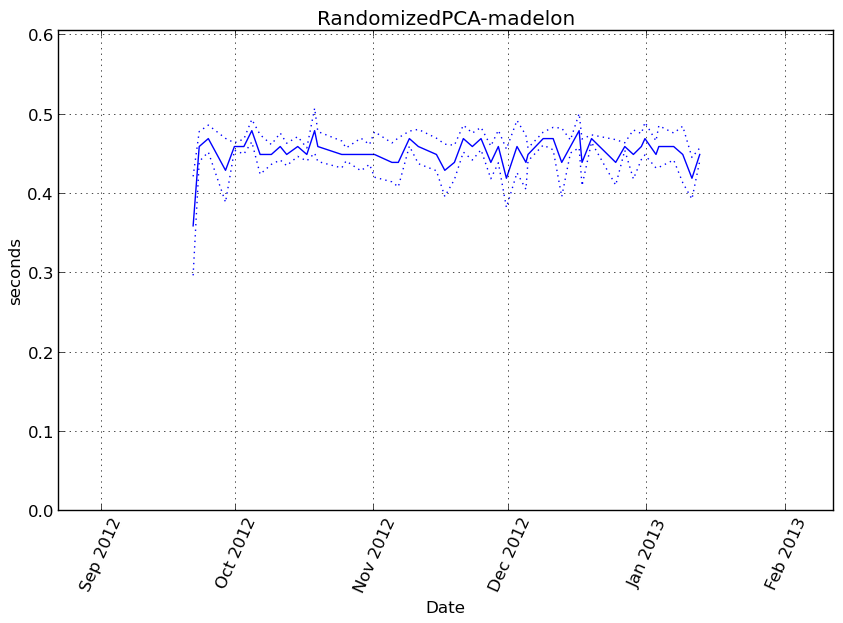 RandomizedPCA-madelon
0.6
0.5
0.4
0.3
0.2
0.1
0.0
seconds
Sep 2012
Oct 2012
Nov 2012
Dec 2012
Jan 2013
Feb 2013
Date